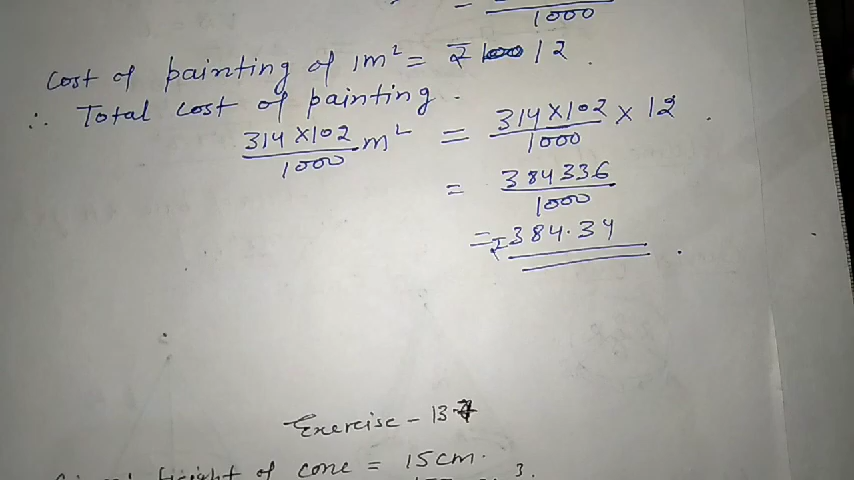 = 1000
Cost of painting of 1m² = ₹ 12.
∴ Total cost of painting.
314 × 102 / 1000 m² = 314 × 102 / 1000 × 12.
= 384336 / 1000
= ₹ 384.34.
Exercise - 13
height of cone = 15cm.
3.